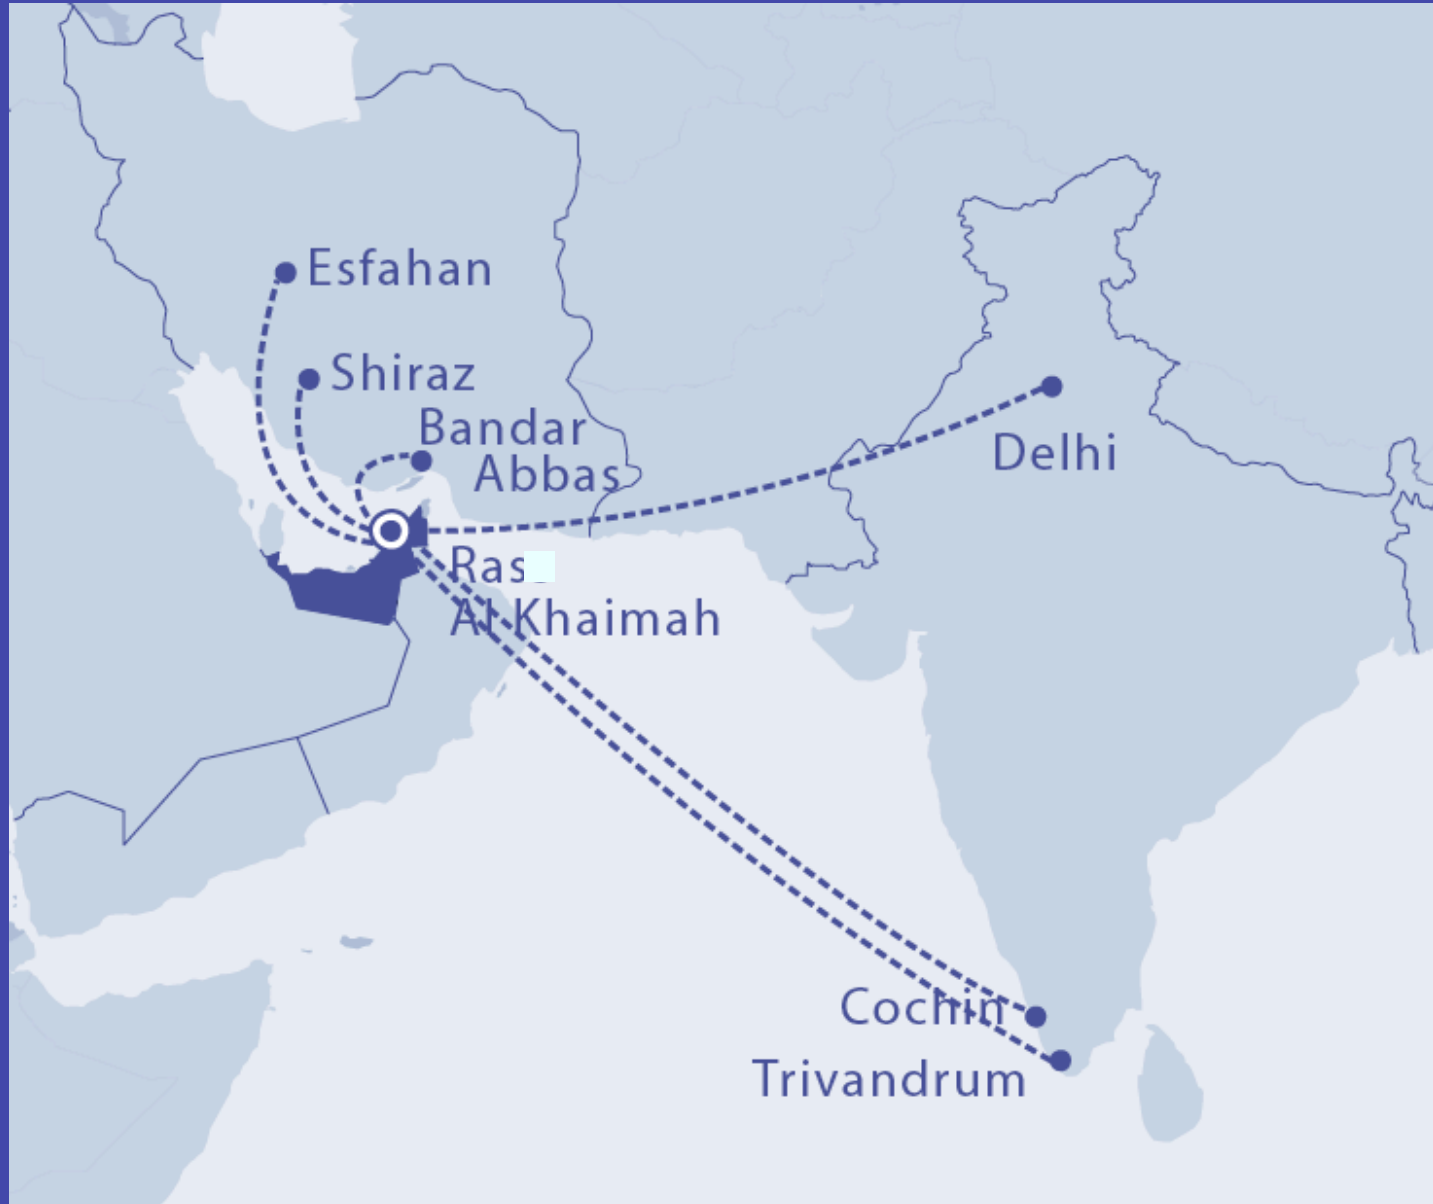 Esfahan
Shiraz
Bandar
Abbas
Delhi
Ras
Al Khaimah
Cochin
Trivandrum